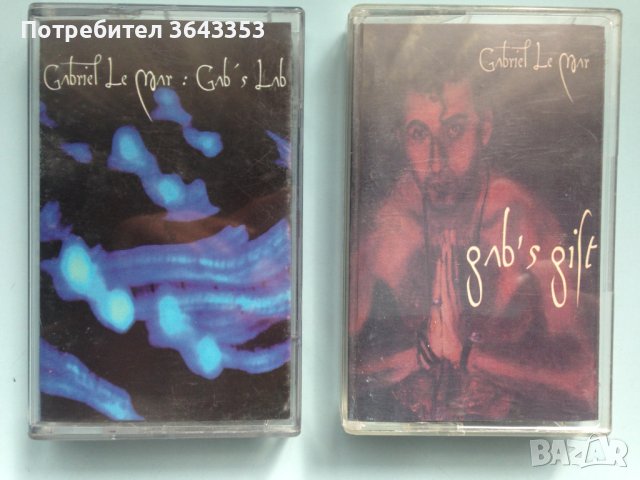 Потребител 3643353
Gabriel Le Mar : Gab's Lab
Gabriel Le Mar
gab's gift
BAZAR